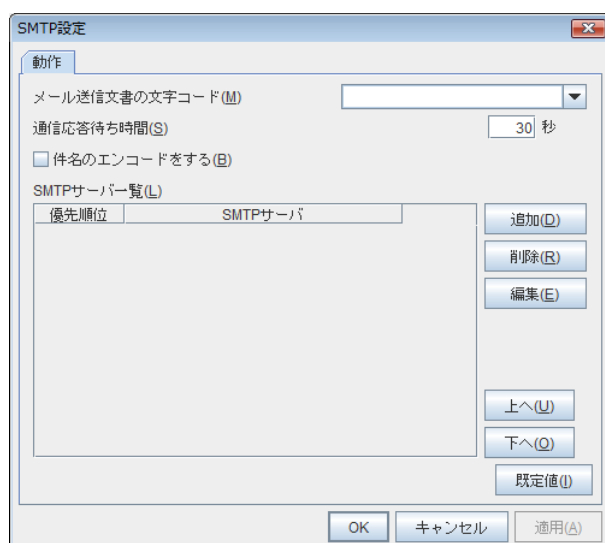 SMTP設定
動作
メール送信文書の文字コード(M)
通信応答待ち時間(S) 30 秒
件名のエンコードをする(B)
SMTPサーバ一覧(L)
優先順位 SMTPサーバ
追加(D)
削除(R)
編集(E)
上へ(U)
下へ(O)
既定値(I)
OK キャンセル 適用(A)